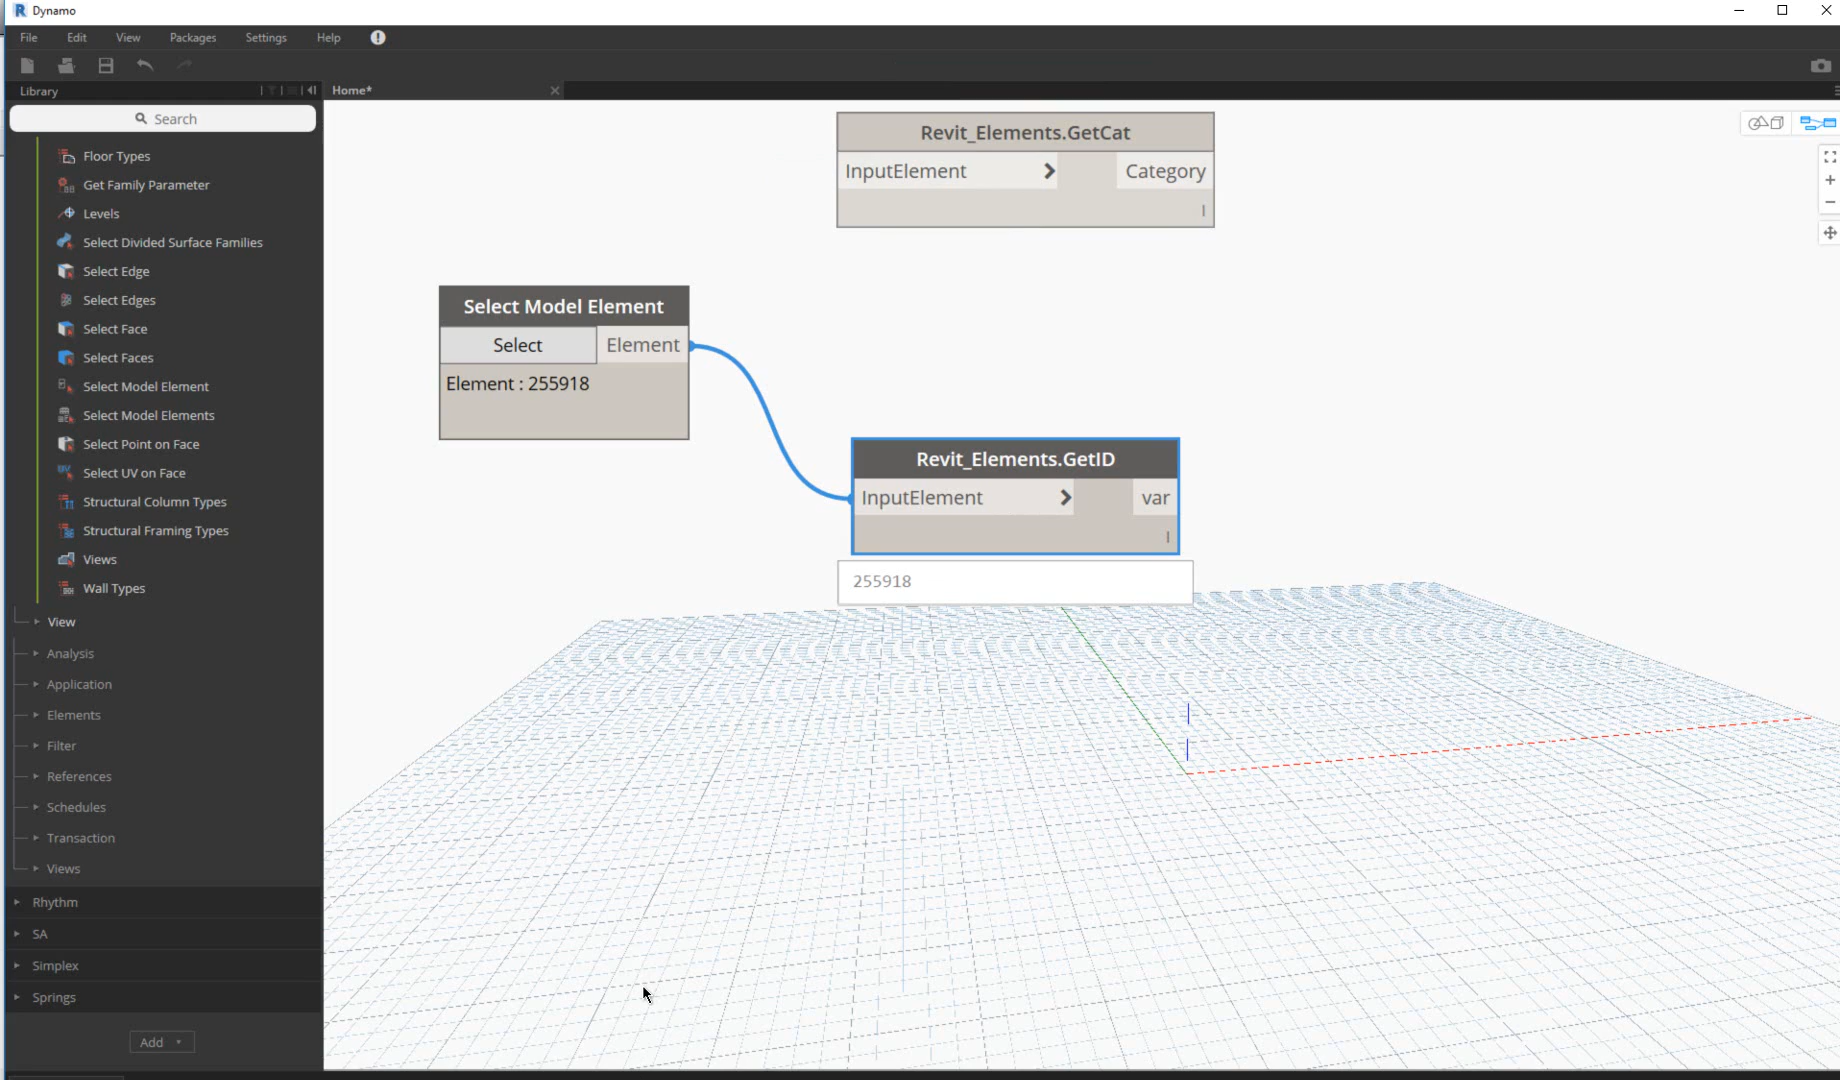 Dynamo
File Edit View Packages Settings Help
Library
Home*
Search
Floor Types
Get Family Parameter
Levels
Select Divided Surface Families
Select Edge
Select Edges
Select Face
Select Faces
Select Model Element
Select Model Elements
Select Point on Face
Select UV on Face
Structural Column Types
Structural Framing Types
Views
Wall Types
View
Analysis
Application
Elements
Filter
References
Schedules
Transaction
Views
Rhythm
SA
Simplex
Springs
Add
Revit_Elements.GetCat
InputElement > Category
l
Select Model Element
Select Element
Element : 255918
Revit_Elements.GetID
InputElement > var
l
255918